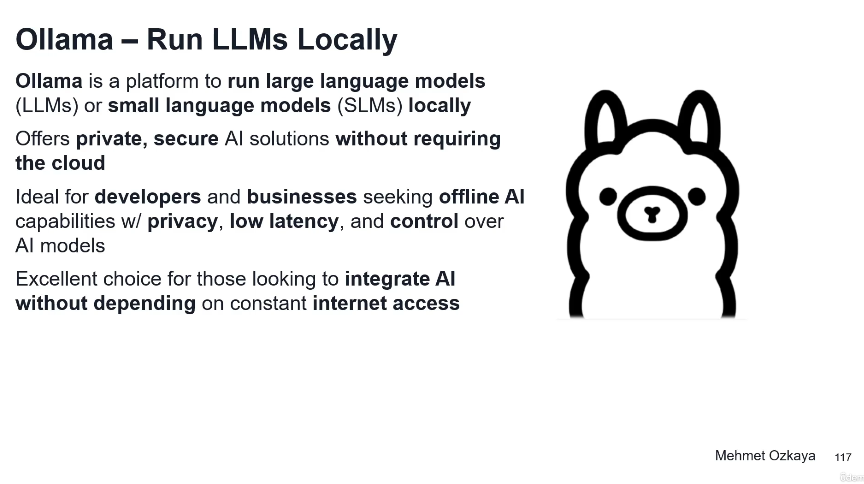 Ollama – Run LLMs Locally
Ollama is a platform to run large language models
(LLMs) or small language models (SLMs) locally
Offers private, secure AI solutions without requiring
the cloud
Ideal for developers and businesses seeking offline AI
capabilities w/ privacy, low latency, and control over
AI models
Excellent choice for those looking to integrate AI
without depending on constant internet access
Mehmet Ozkaya
117